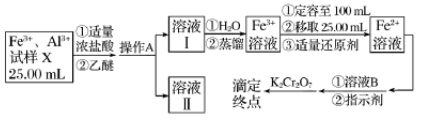 Fe³⁺、Al³⁺
试样 X
25.00 mL
①适量
浓盐酸
②乙醚
操作A
溶液
Ⅰ
①H₂O
②蒸馏
Fe³⁺
溶液
①定容至 100 mL
②移取 25.00 mL
③适量还原剂
Fe²⁺
溶液
溶液
Ⅱ
滴定
终点
K₂Cr₂O₇
①溶液B
②指示剂